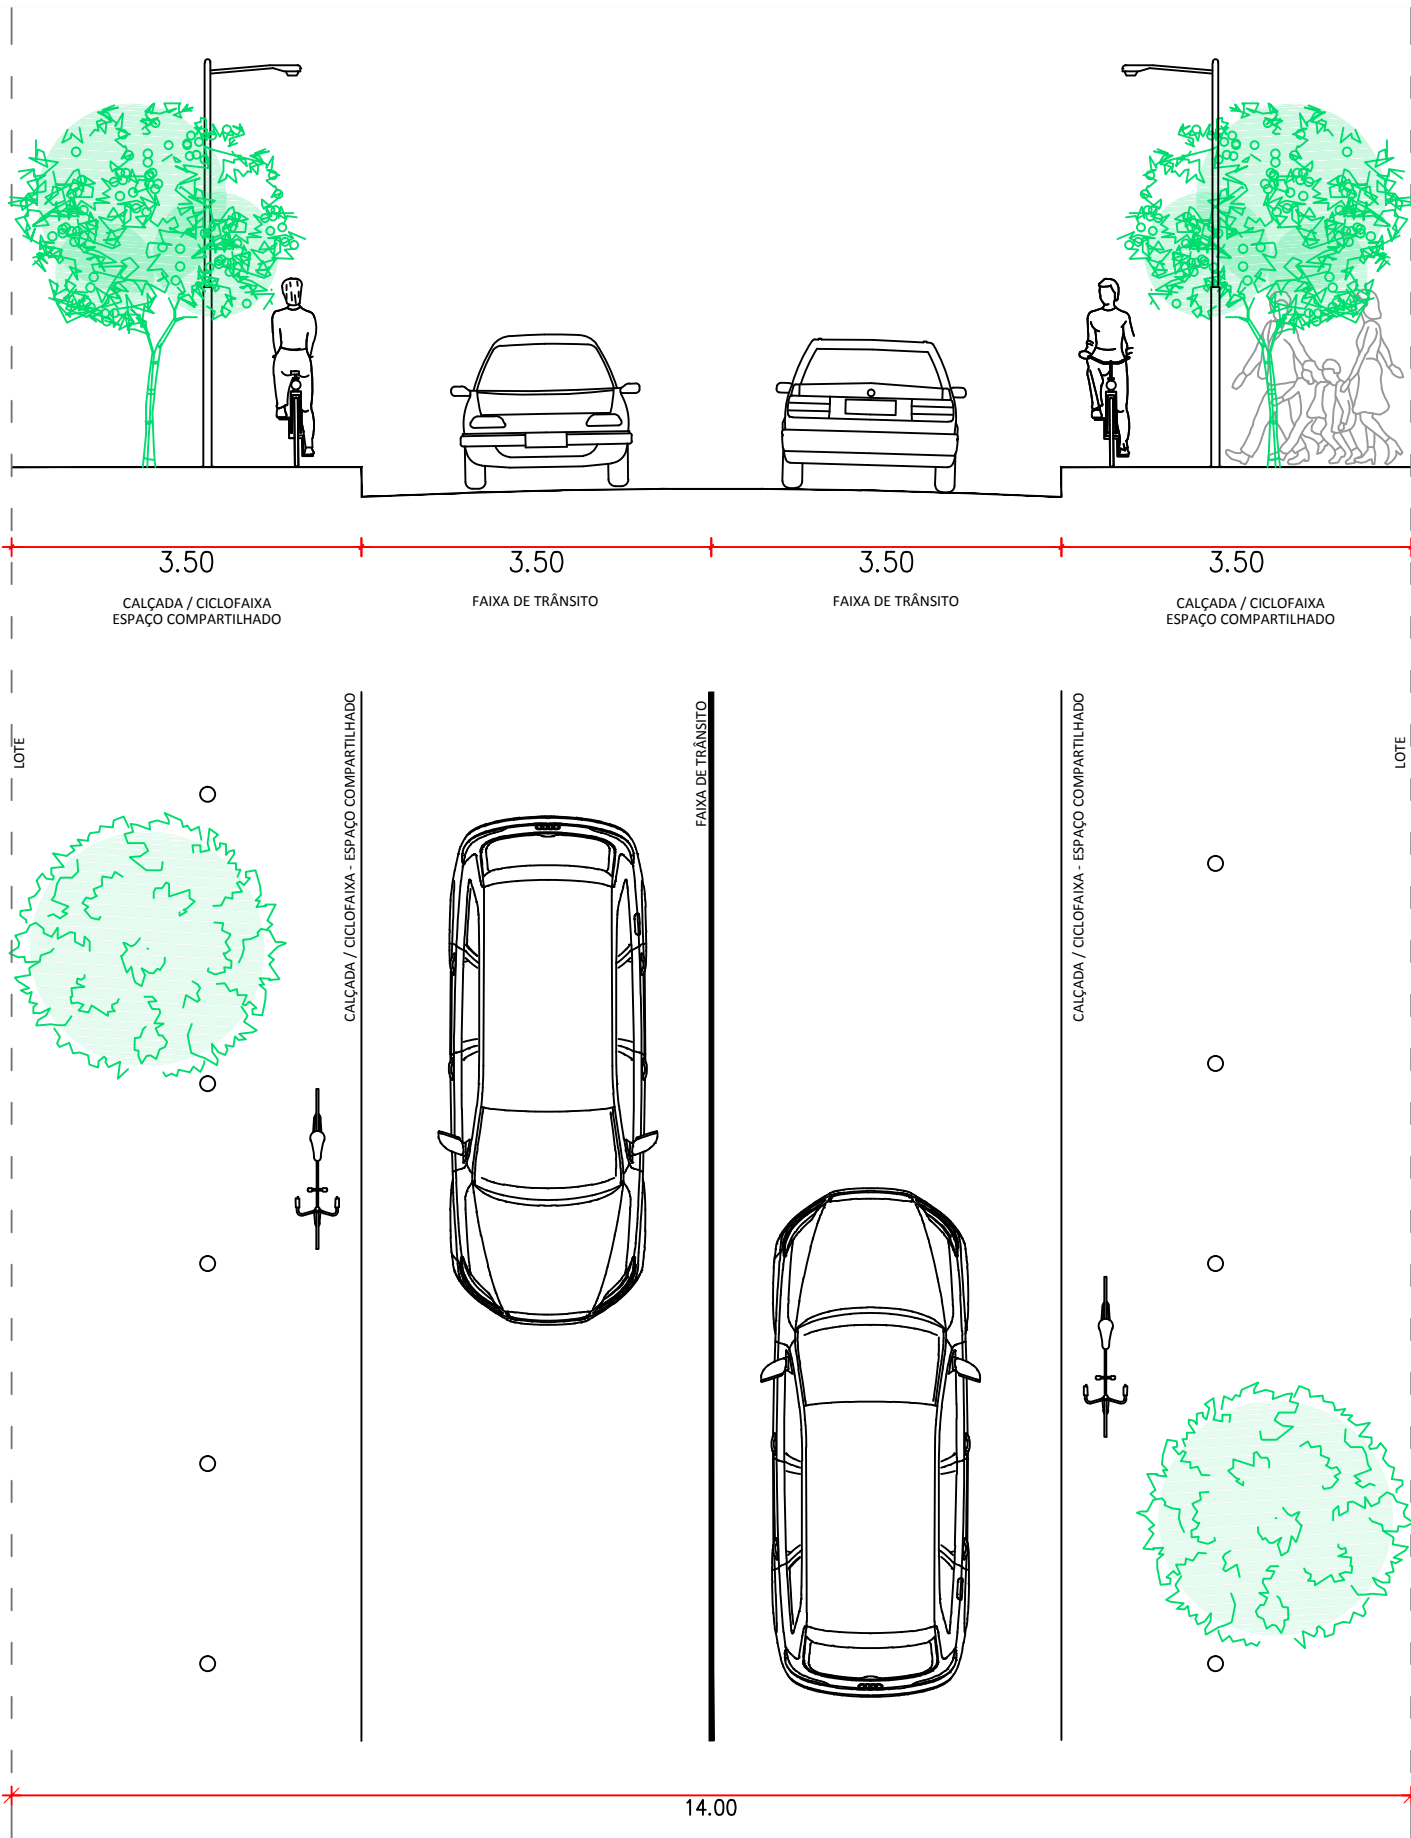 3.50
3.50
3.50
3.50
CALÇADA / CICLOFAIXA
ESPAÇO COMPARTILHADO
FAIXA DE TRÂNSITO
FAIXA DE TRÂNSITO
CALÇADA / CICLOFAIXA
ESPAÇO COMPARTILHADO
LOTE
CALÇADA / CICLOFAIXA - ESPAÇO COMPARTILHADO
FAIXA DE TRÂNSITO
CALÇADA / CICLOFAIXA - ESPAÇO COMPARTILHADO
LOTE
14.00